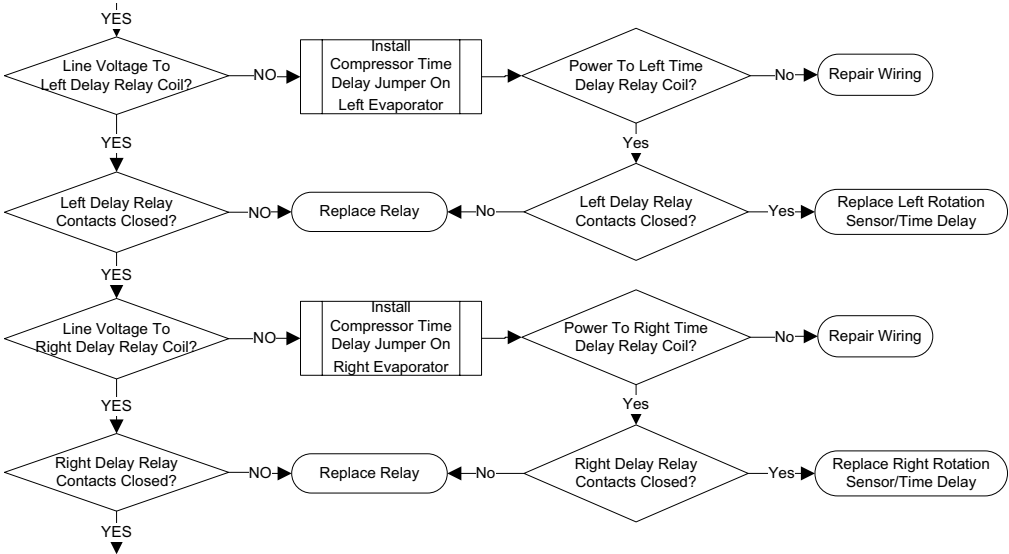 YES
Line Voltage To
Left Delay Relay Coil?
NO
Install
Compressor Time
Delay Jumper On
Left Evaporator
Power To Left Time
Delay Relay Coil?
No
Repair Wiring
YES
Yes
Left Delay Relay
Contacts Closed?
NO
Replace Relay
No
Left Delay Relay
Contacts Closed?
Yes
Replace Left Rotation
Sensor/Time Delay
YES
Line Voltage To
Right Delay Relay Coil?
NO
Install
Compressor Time
Delay Jumper On
Right Evaporator
Power To Right Time
Delay Relay Coil?
No
Repair Wiring
YES
Yes
Right Delay Relay
Contacts Closed?
NO
Replace Relay
No
Right Delay Relay
Contacts Closed?
Yes
Replace Right Rotation
Sensor/Time Delay
YES